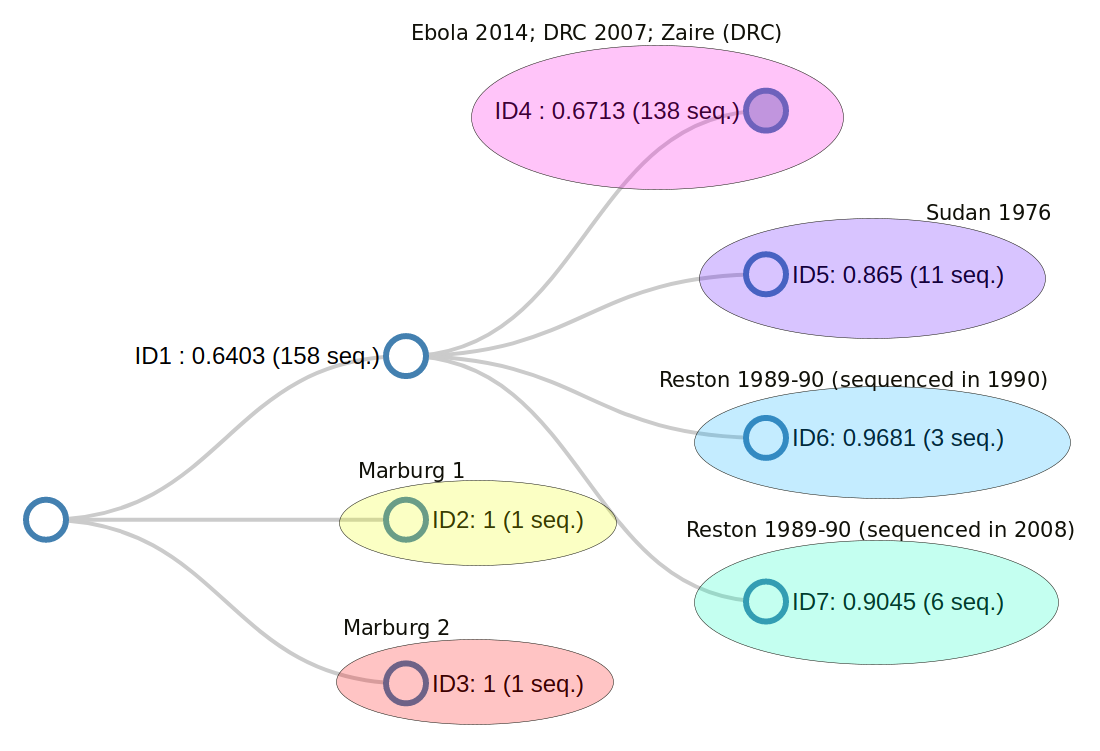 Ebola 2014; DRC 2007; Zaire (DRC)
ID4 : 0.6713 (138 seq.)
Sudan 1976
ID5: 0.865 (11 seq.)
ID1 : 0.6403 (158 seq.)
Reston 1989-90 (sequenced in 1990)
ID6: 0.9681 (3 seq.)
Marburg 1
ID2: 1 (1 seq.)
Reston 1989-90 (sequenced in 2008)
ID7: 0.9045 (6 seq.)
Marburg 2
ID3: 1 (1 seq.)